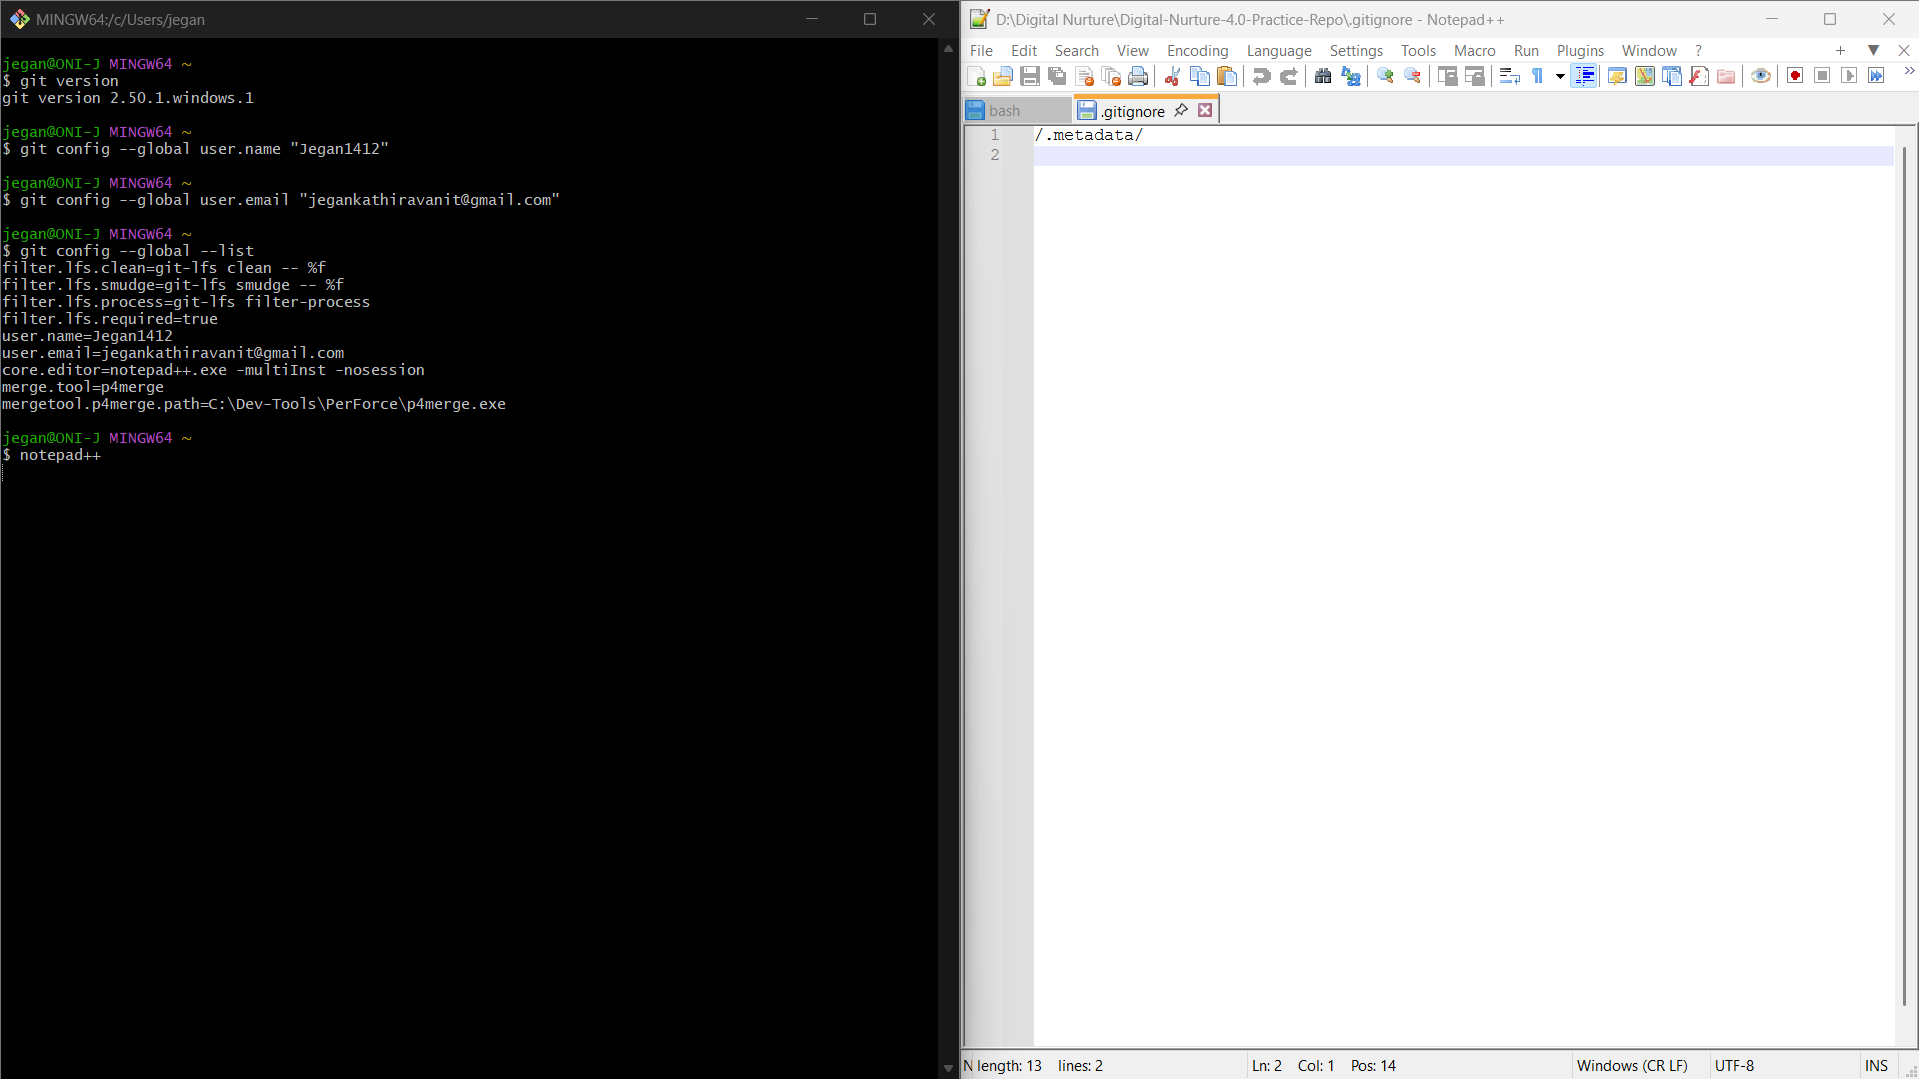 MINGW64:/c/Users/jegan
jegan@ONI-J MINGW64 ~
$ git version
git version 2.50.1.windows.1
jegan@ONI-J MINGW64 ~
$ git config --global user.name "Jegan1412"
jegan@ONI-J MINGW64 ~
$ git config --global user.email "jegankathiravanit@gmail.com"
jegan@ONI-J MINGW64 ~
$ git config --global --list
filter.lfs.clean=git-lfs clean -- %f
filter.lfs.smudge=git-lfs smudge -- %f
filter.lfs.process=git-lfs filter-process
filter.lfs.required=true
user.name=Jegan1412
user.email=jegankathiravanit@gmail.com
core.editor=notepad++.exe -multiInst -nosession
merge.tool=p4merge
mergetool.p4merge.path=C:\Dev-Tools\PerForce\p4merge.exe
jegan@ONI-J MINGW64 ~
$ notepad++
D:\Digital Nurture\Digital-Nurture-4.0-Practice-Repo\.gitignore - Notepad++
File Edit Search View Encoding Language Settings Tools Macro Run Plugins Window ?
bash .gitignore
1 /.metadata/
2
N length: 13 lines: 2 Ln: 2 Col: 1 Pos: 14 Windows (CR LF) UTF-8 INS